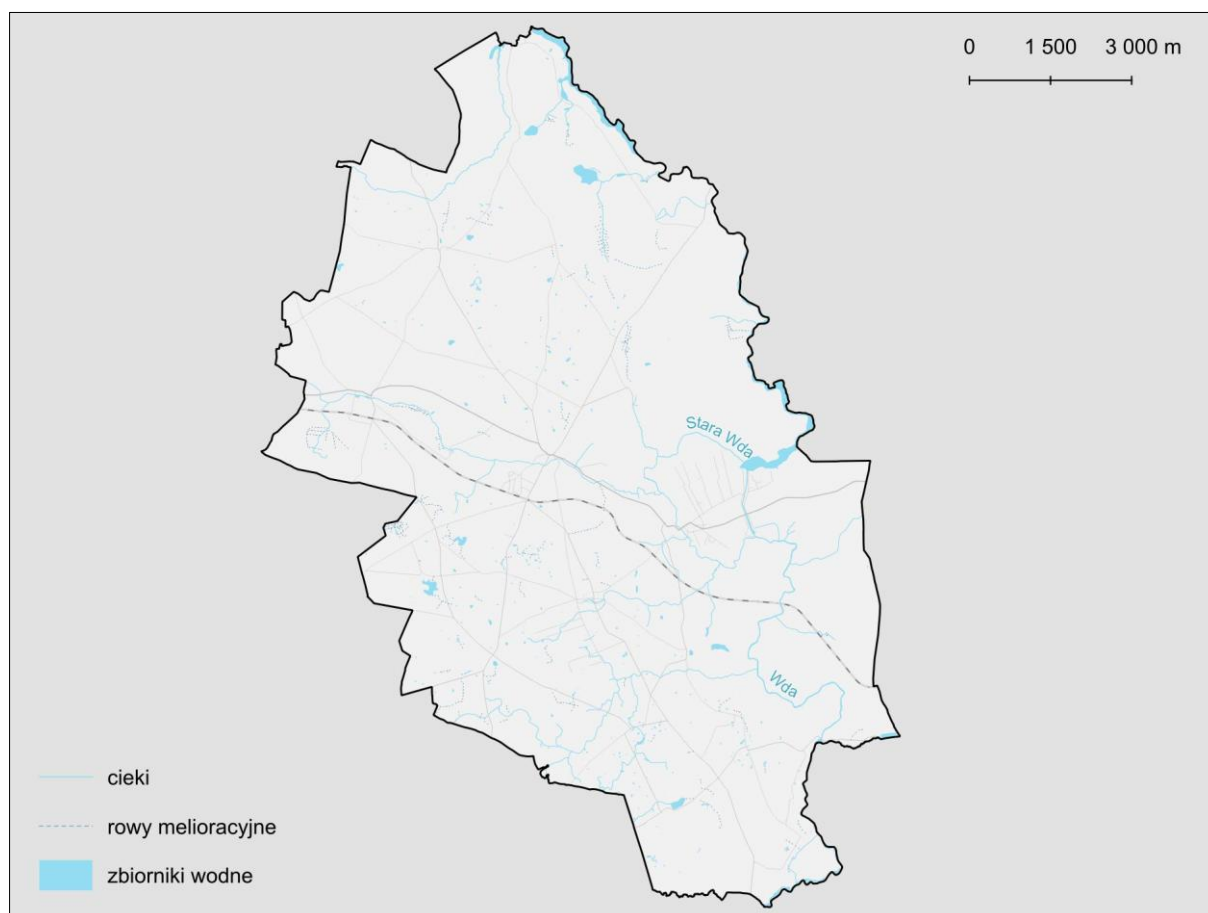 0 1 500 3 000 m
Stara Wda
Wda
cieki
rowy melioracyjne
zbiorniki wodne